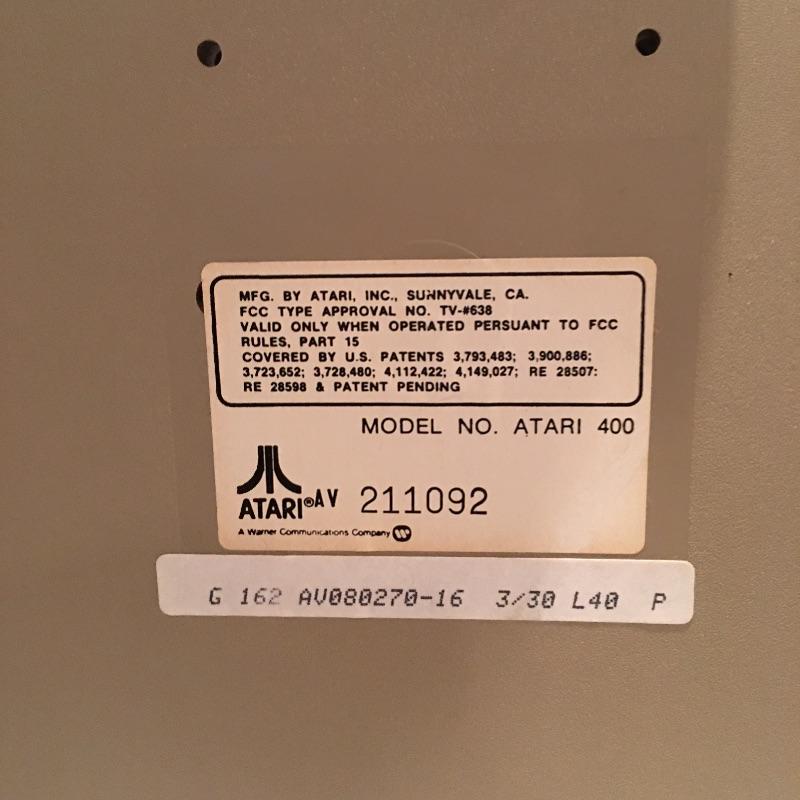 MFG. BY ATARI, INC., SUNNYVALE, CA.
FCC TYPE APPROVAL NO. TV-#638
VALID ONLY WHEN OPERATED PERSUANT TO FCC
RULES, PART 15
COVERED BY U.S. PATENTS 3,793,483; 3,900,886;
3,723,652; 3,728,480; 4,112,422; 4,149,027; RE 28507:
RE 28598 & PATENT PENDING
MODEL NO. ATARI 400
ATARI® AV 211092
A Warner Communications Company
G 162 AV080270-16 3/30 L40 P